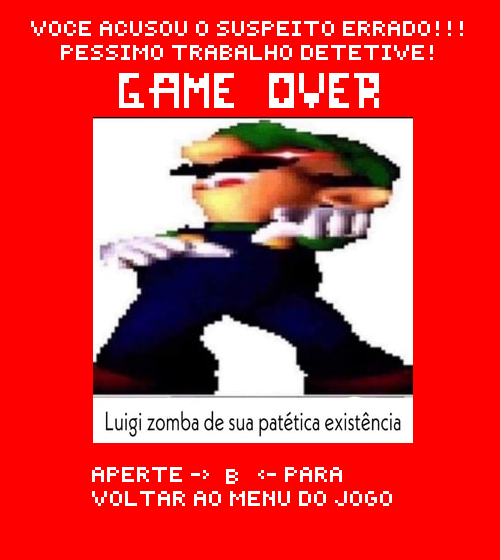 VOCE ACUSOU O SUSPEITO ERRADO!!!
PESSIMO TRABALHO DETETIVE!
GAME OVER
Luigi zomba de sua patética existência
APERTE -> B <- PARA
VOLTAR AO MENU DO JOGO